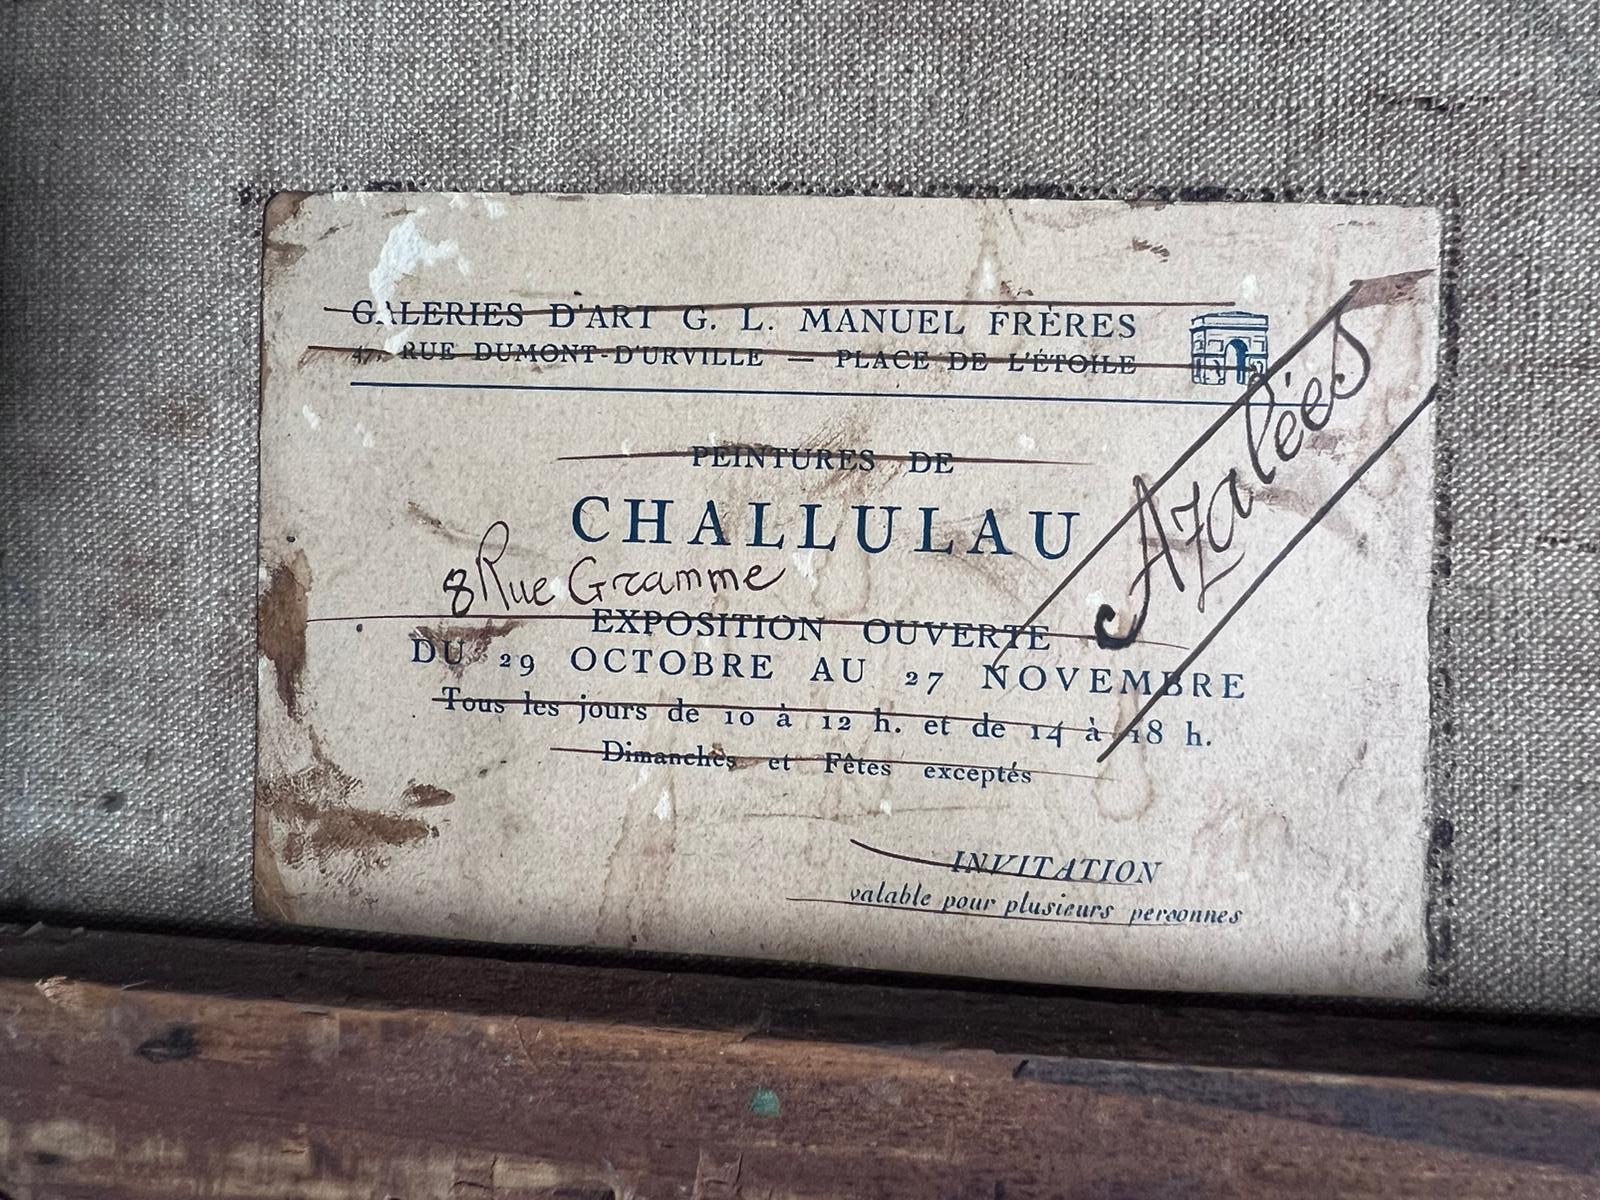 GALERIES D'ART G. L. MANUEL FRÈRES
47, RUE DUMONT-D'URVILLE — PLACE DE L'ÉTOILE
PEINTURES DE
CHALLULAU
8 Rue Gramme
Azalées
EXPOSITION OUVERTE
DU 29 OCTOBRE AU 27 NOVEMBRE
Tous les jours de 10 à 12 h. et de 14 à 18 h.
Dimanches et Fêtes exceptés
INVITATION
valable pour plusieurs personnes